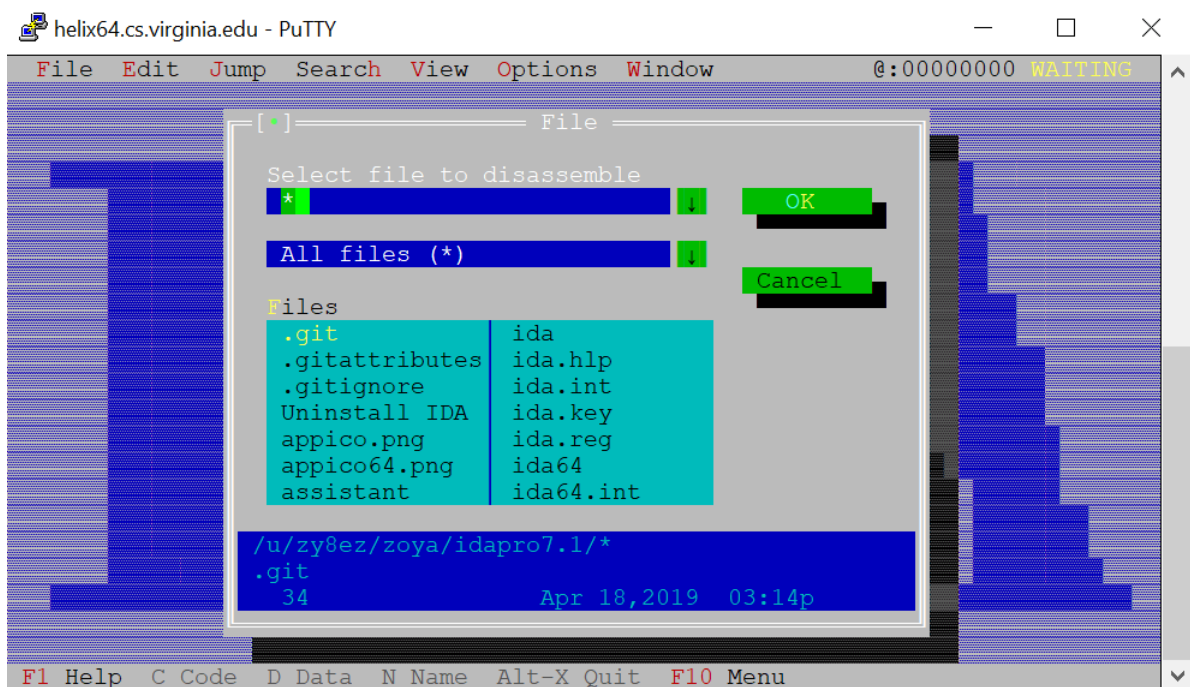 helix64.cs.virginia.edu - PuTTY
File Edit Jump Search View Options Window @:00000000 WAITING
[•] File
Select file to disassemble
* ↓ OK
All files (*) ↓
Cancel
Files
.git ida
.gitattributes ida.hlp
.gitignore ida.int
Uninstall IDA ida.key
appico.png ida.reg
appico64.png ida64
assistant ida64.int
/u/zy8ez/zoya/idapro7.1/*
.git
34 Apr 18,2019 03:14p
F1 Help C Code D Data N Name Alt-X Quit F10 Menu